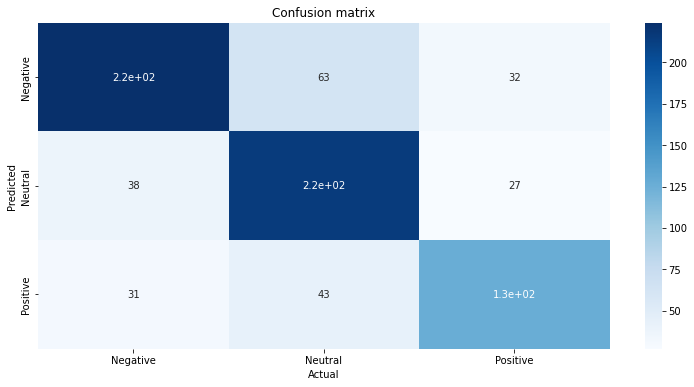 Confusion matrix
Negative
2.2e+02 63 32
Predicted
Neutral
38 2.2e+02 27
Positive
31 43 1.3e+02
Negative Neutral Positive
Actual
200
175
150
125
100
75
50